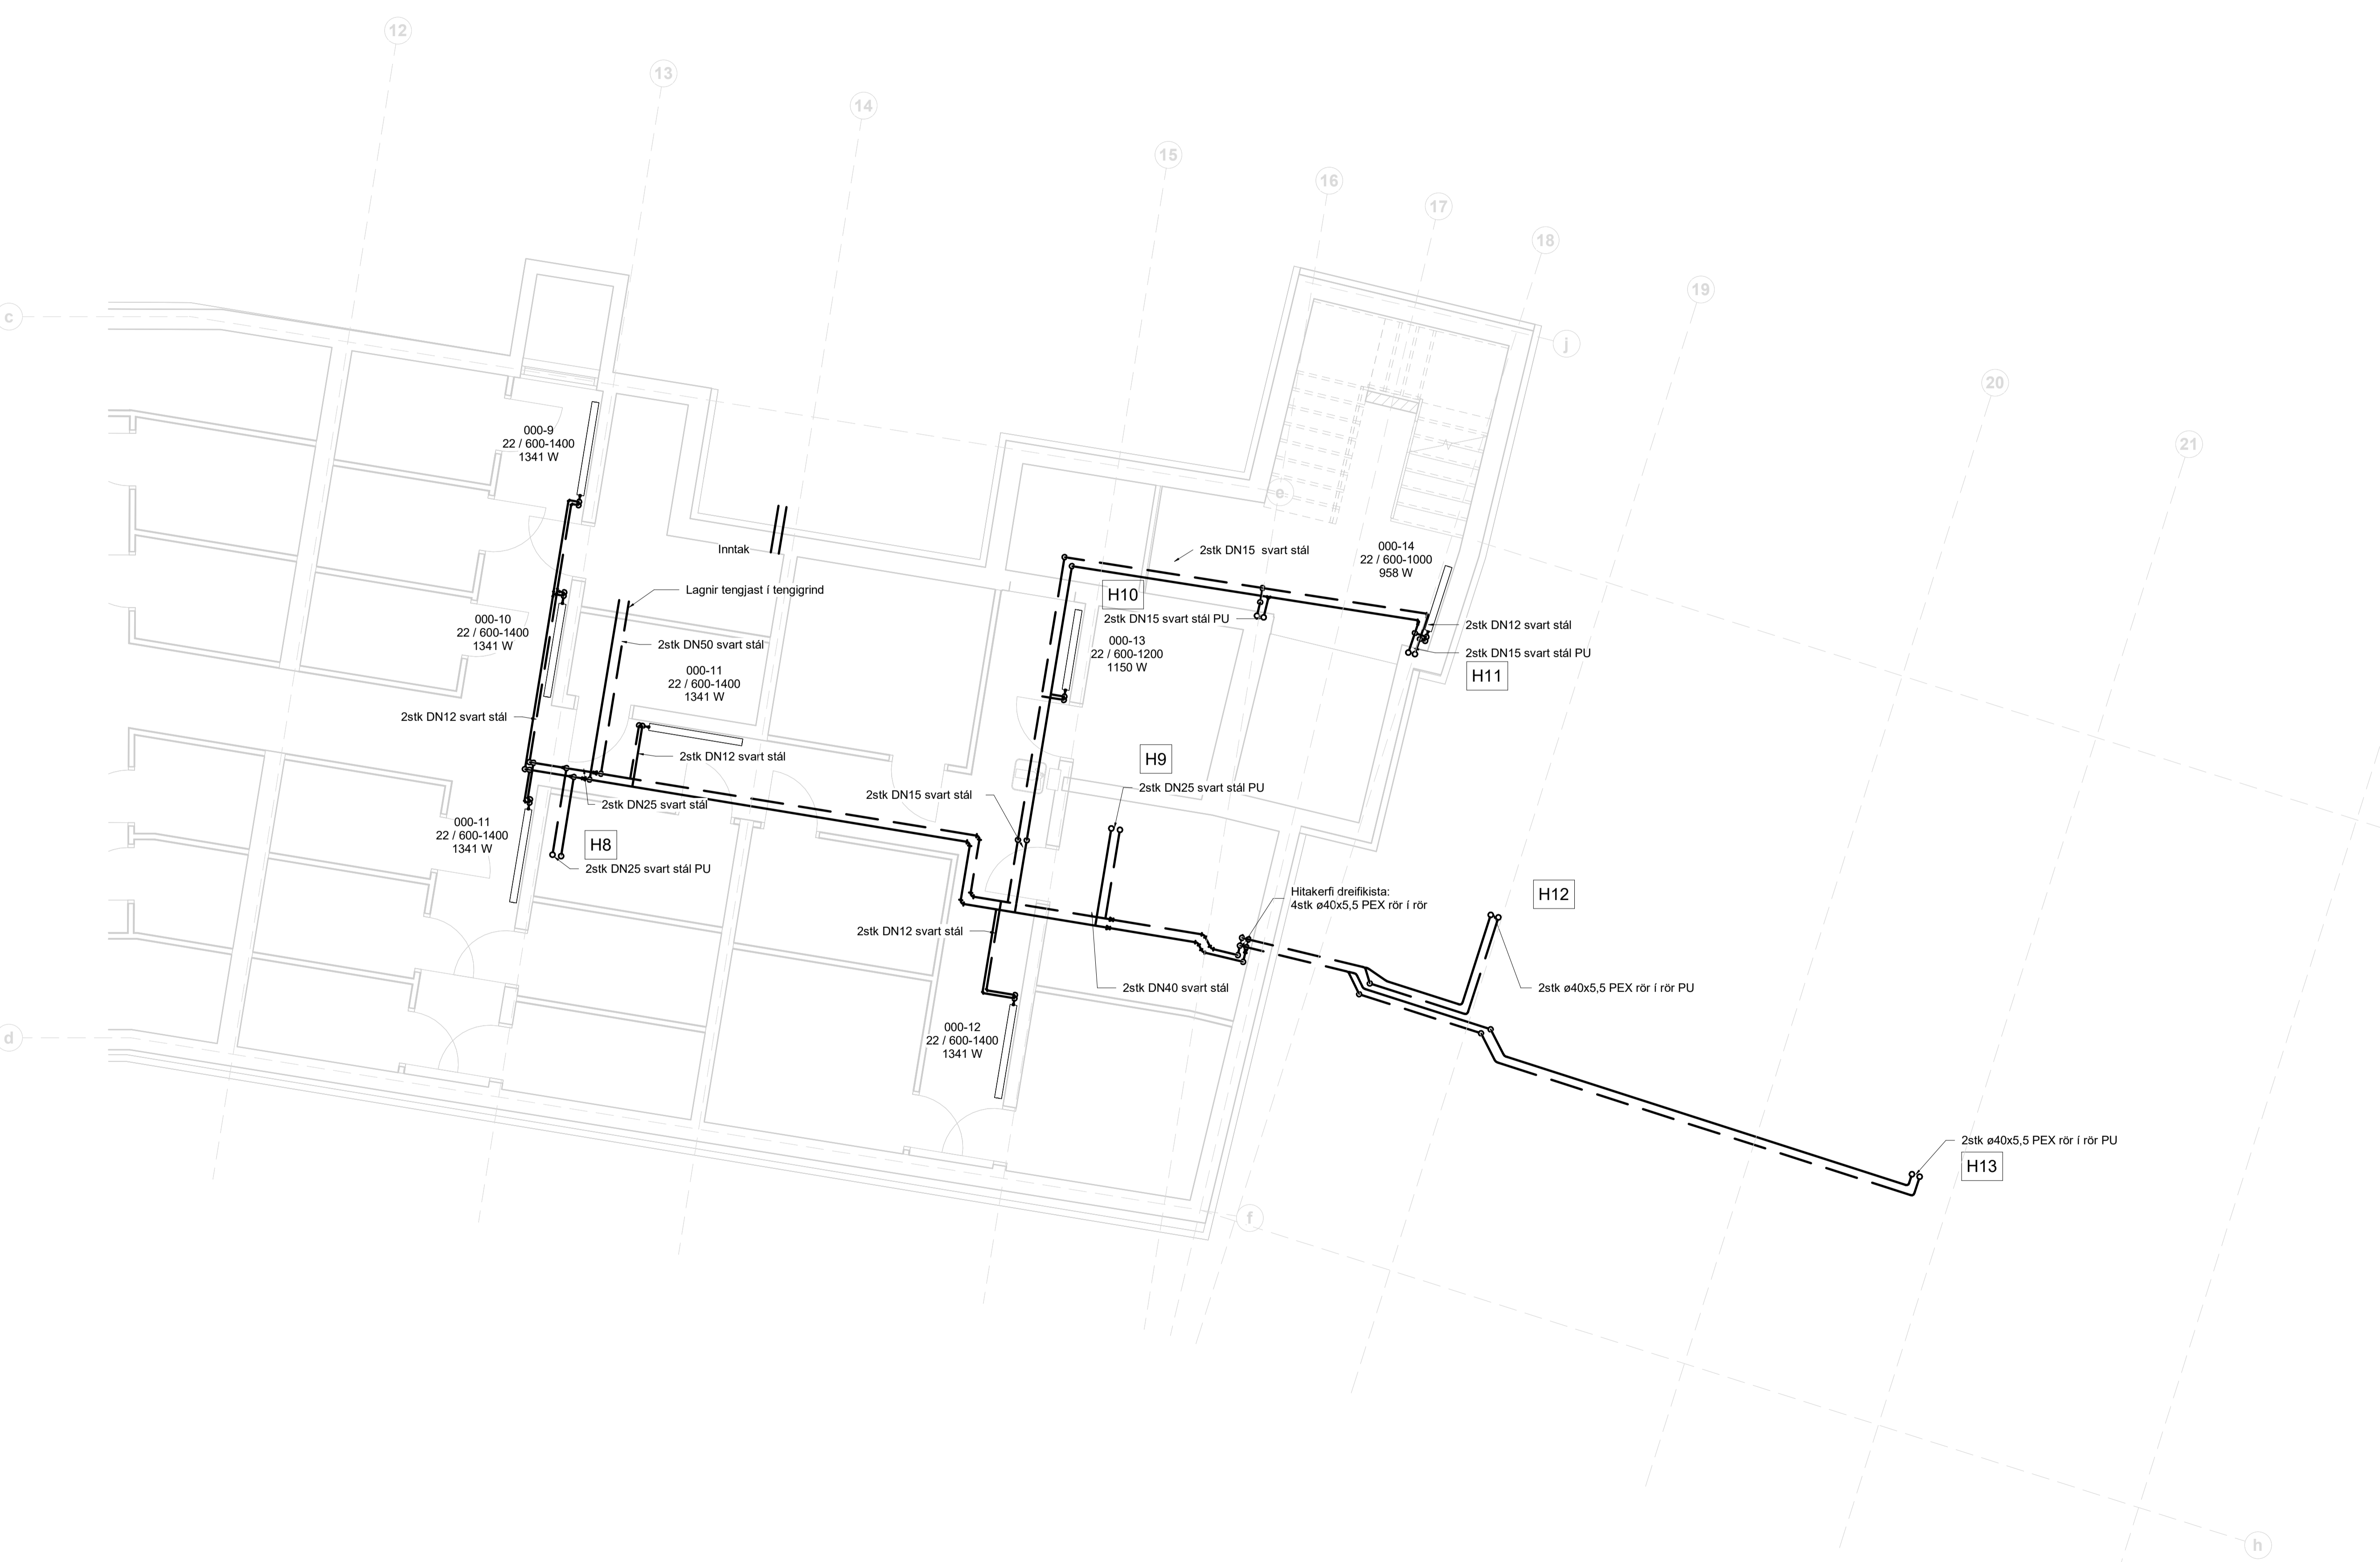 12
13
14
15
16
17
18
19
20
21
c
j
e
d
f
h
000-9
22 / 600-1400
1341 W
Inntak
Lagnir tengjast í tengigrind
000-10
22 / 600-1400
1341 W
2stk DN50 svart stál
000-11
22 / 600-1400
1341 W
2stk DN12 svart stál
2stk DN12 svart stál
2stk DN25 svart stál
000-11
22 / 600-1400
1341 W
H8
2stk DN25 svart stál PU
2stk DN15  svart stál
000-14
22 / 600-1000
958 W
H10
2stk DN15 svart stál PU
000-13
22 / 600-1200
1150 W
2stk DN12 svart stál
2stk DN15 svart stál PU
H11
H9
2stk DN25 svart stál PU
2stk DN15 svart stál
Hitakerfi dreifikista:
4stk ø40x5,5 PEX rör í rör
H12
2stk DN12 svart stál
2stk DN40 svart stál
2stk ø40x5,5 PEX rör í rör PU
000-12
22 / 600-1400
1341 W
2stk ø40x5,5 PEX rör í rör PU
H13